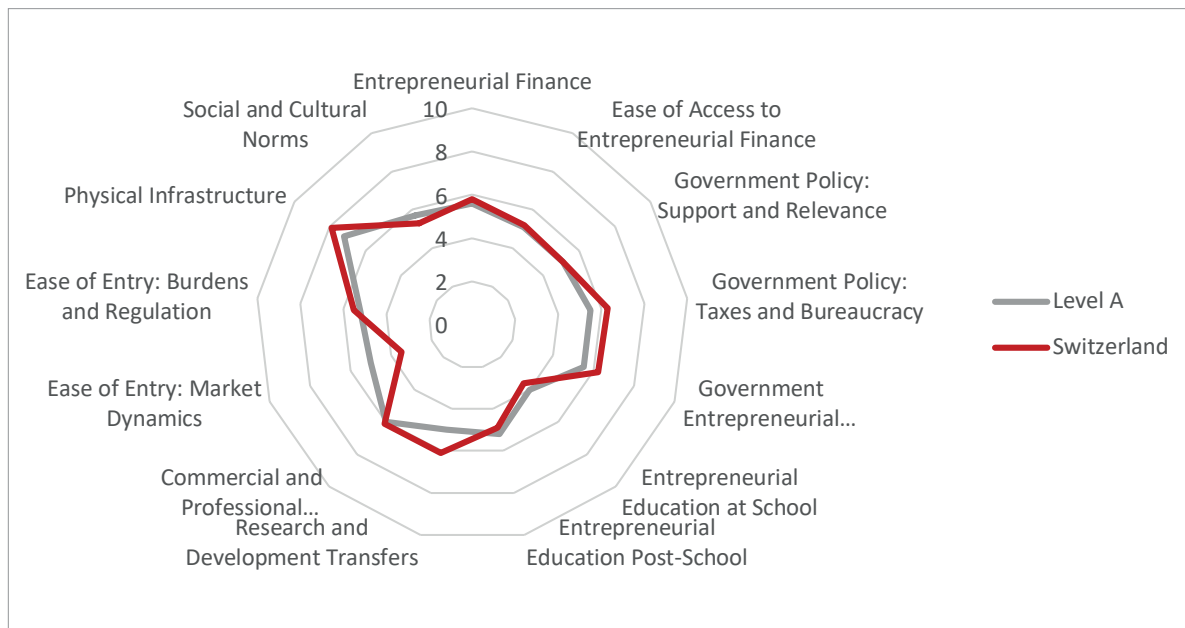 Entrepreneurial Finance
Ease of Access to
Entrepreneurial Finance
Government Policy:
Support and Relevance
Government Policy:
Taxes and Bureaucracy
Government
Entrepreneurial...
Entrepreneurial
Education at School
Entrepreneurial
Education Post-School
Research and
Development Transfers
Commercial and
Professional...
Ease of Entry: Market
Dynamics
Ease of Entry: Burdens
and Regulation
Physical Infrastructure
Social and Cultural
Norms
10
8
6
4
2
0
Level A
Switzerland